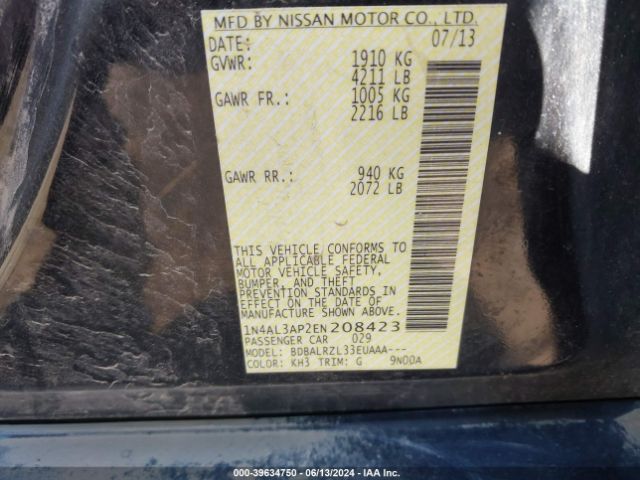 MFD BY NISSAN MOTOR CO., LTD.
DATE: 07/13
GVWR: 1910 KG
4211 LB
GAWR FR.: 1005 KG
2216 LB
GAWR RR.: 940 KG
2072 LB
THIS VEHICLE CONFORMS TO
ALL APPLICABLE FEDERAL
MOTOR VEHICLE SAFETY,
BUMPER, AND THEFT
PREVENTION STANDARDS IN
EFFECT ON THE DATE OF
MANUFACTURE SHOWN ABOVE.
1N4AL3AP2EN208423
PASSENGER CAR 029
MODEL: BDBALRZL33EUAAA---
COLOR: KH3 TRIM: G 9N00A
000-39634750 - 06/13/2024 - IAA Inc.